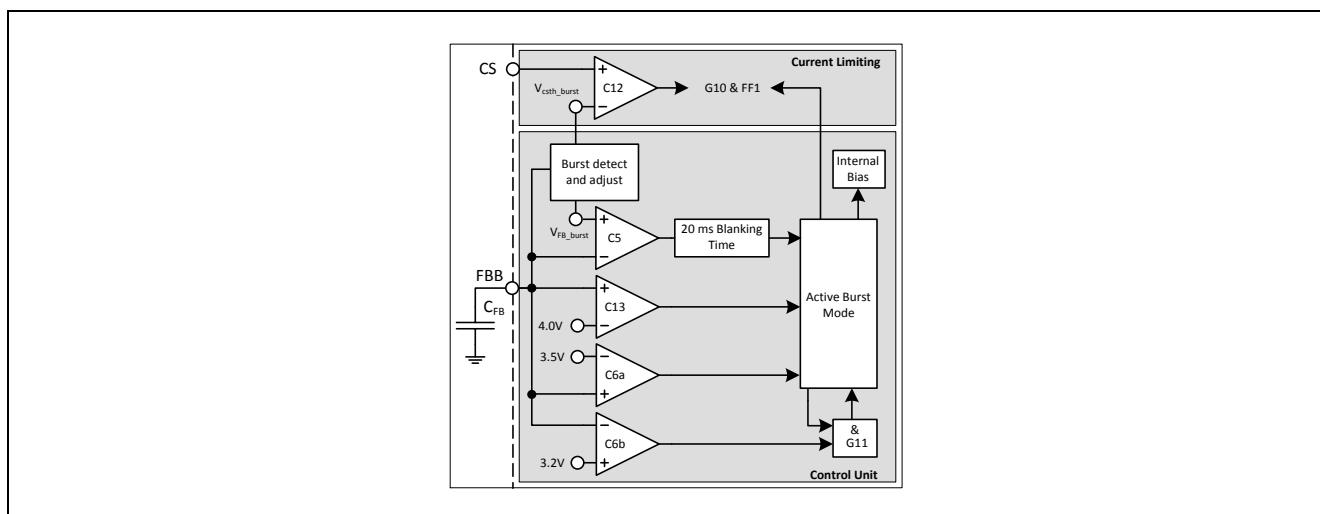 Current Limiting
CS
+
C12
−
V_csth_burst
G10 & FF1
Burst detect
and adjust
Internal
Bias
V_FB_burst
+
C5
−
20 ms Blanking
Time
FBB
C_FB
+
C13
−
4.0V
Active Burst
Mode
3.5V
−
C6a
+
−
C6b
+
3.2V
&
G11
Control Unit